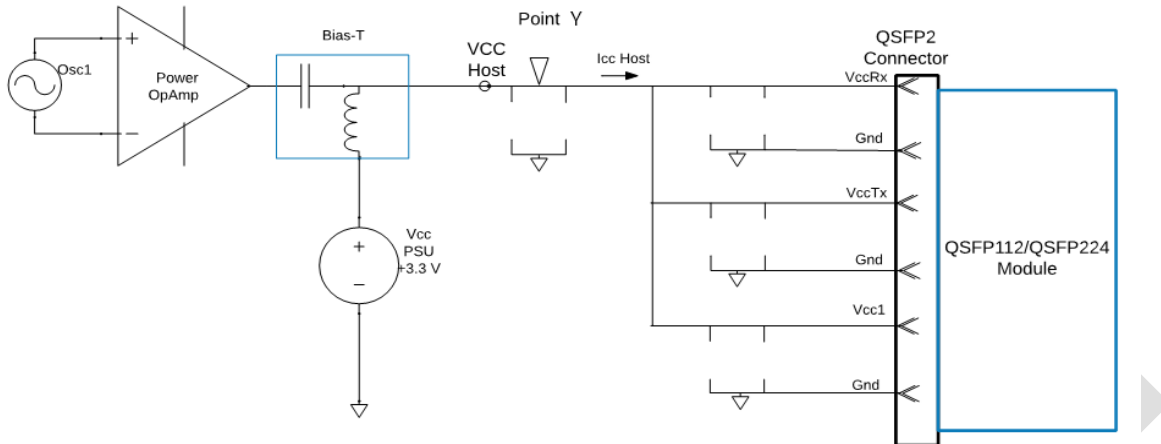 Point Y
Bias-T
VCC
Host
Icc Host
QSFP2
Connector
VccRx
Osc1
+
Power
OpAmp
−
Gnd
VccTx
Vcc
PSU
+3.3 V
+
−
Gnd
Vcc1
Gnd
QSFP112/QSFP224
Module